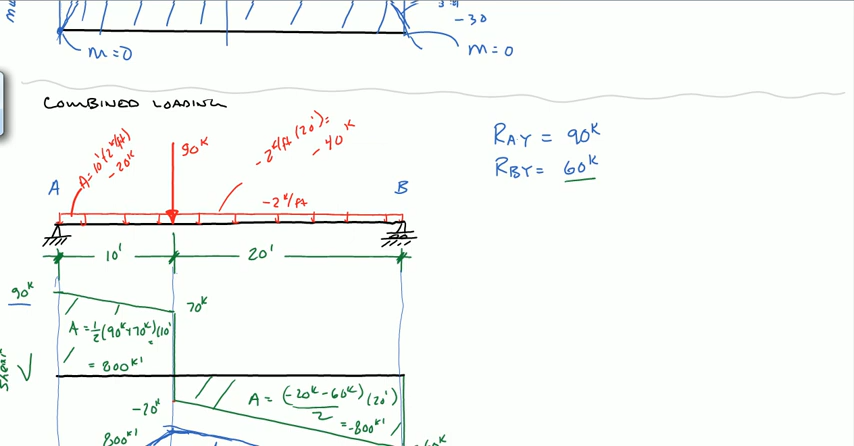 -30
m=0
m=0
COMBINED LOADING
A=10'(2ᴷ/ft)
-20ᴷ
90ᴷ
-2ᴷ/ft (20')=
-40ᴷ
RAY = 90ᴷ
RBY = 60ᴷ
A
B
-2ᴷ/ft
10'
20'
90ᴷ
70ᴷ
A=½(90ᴷ+70ᴷ)(10'
= 800ᴷ'
Shear
V
A = (-20ᴷ-60ᴷ)(20')
2
=-800ᴷ'
-20ᴷ
800ᴷ'